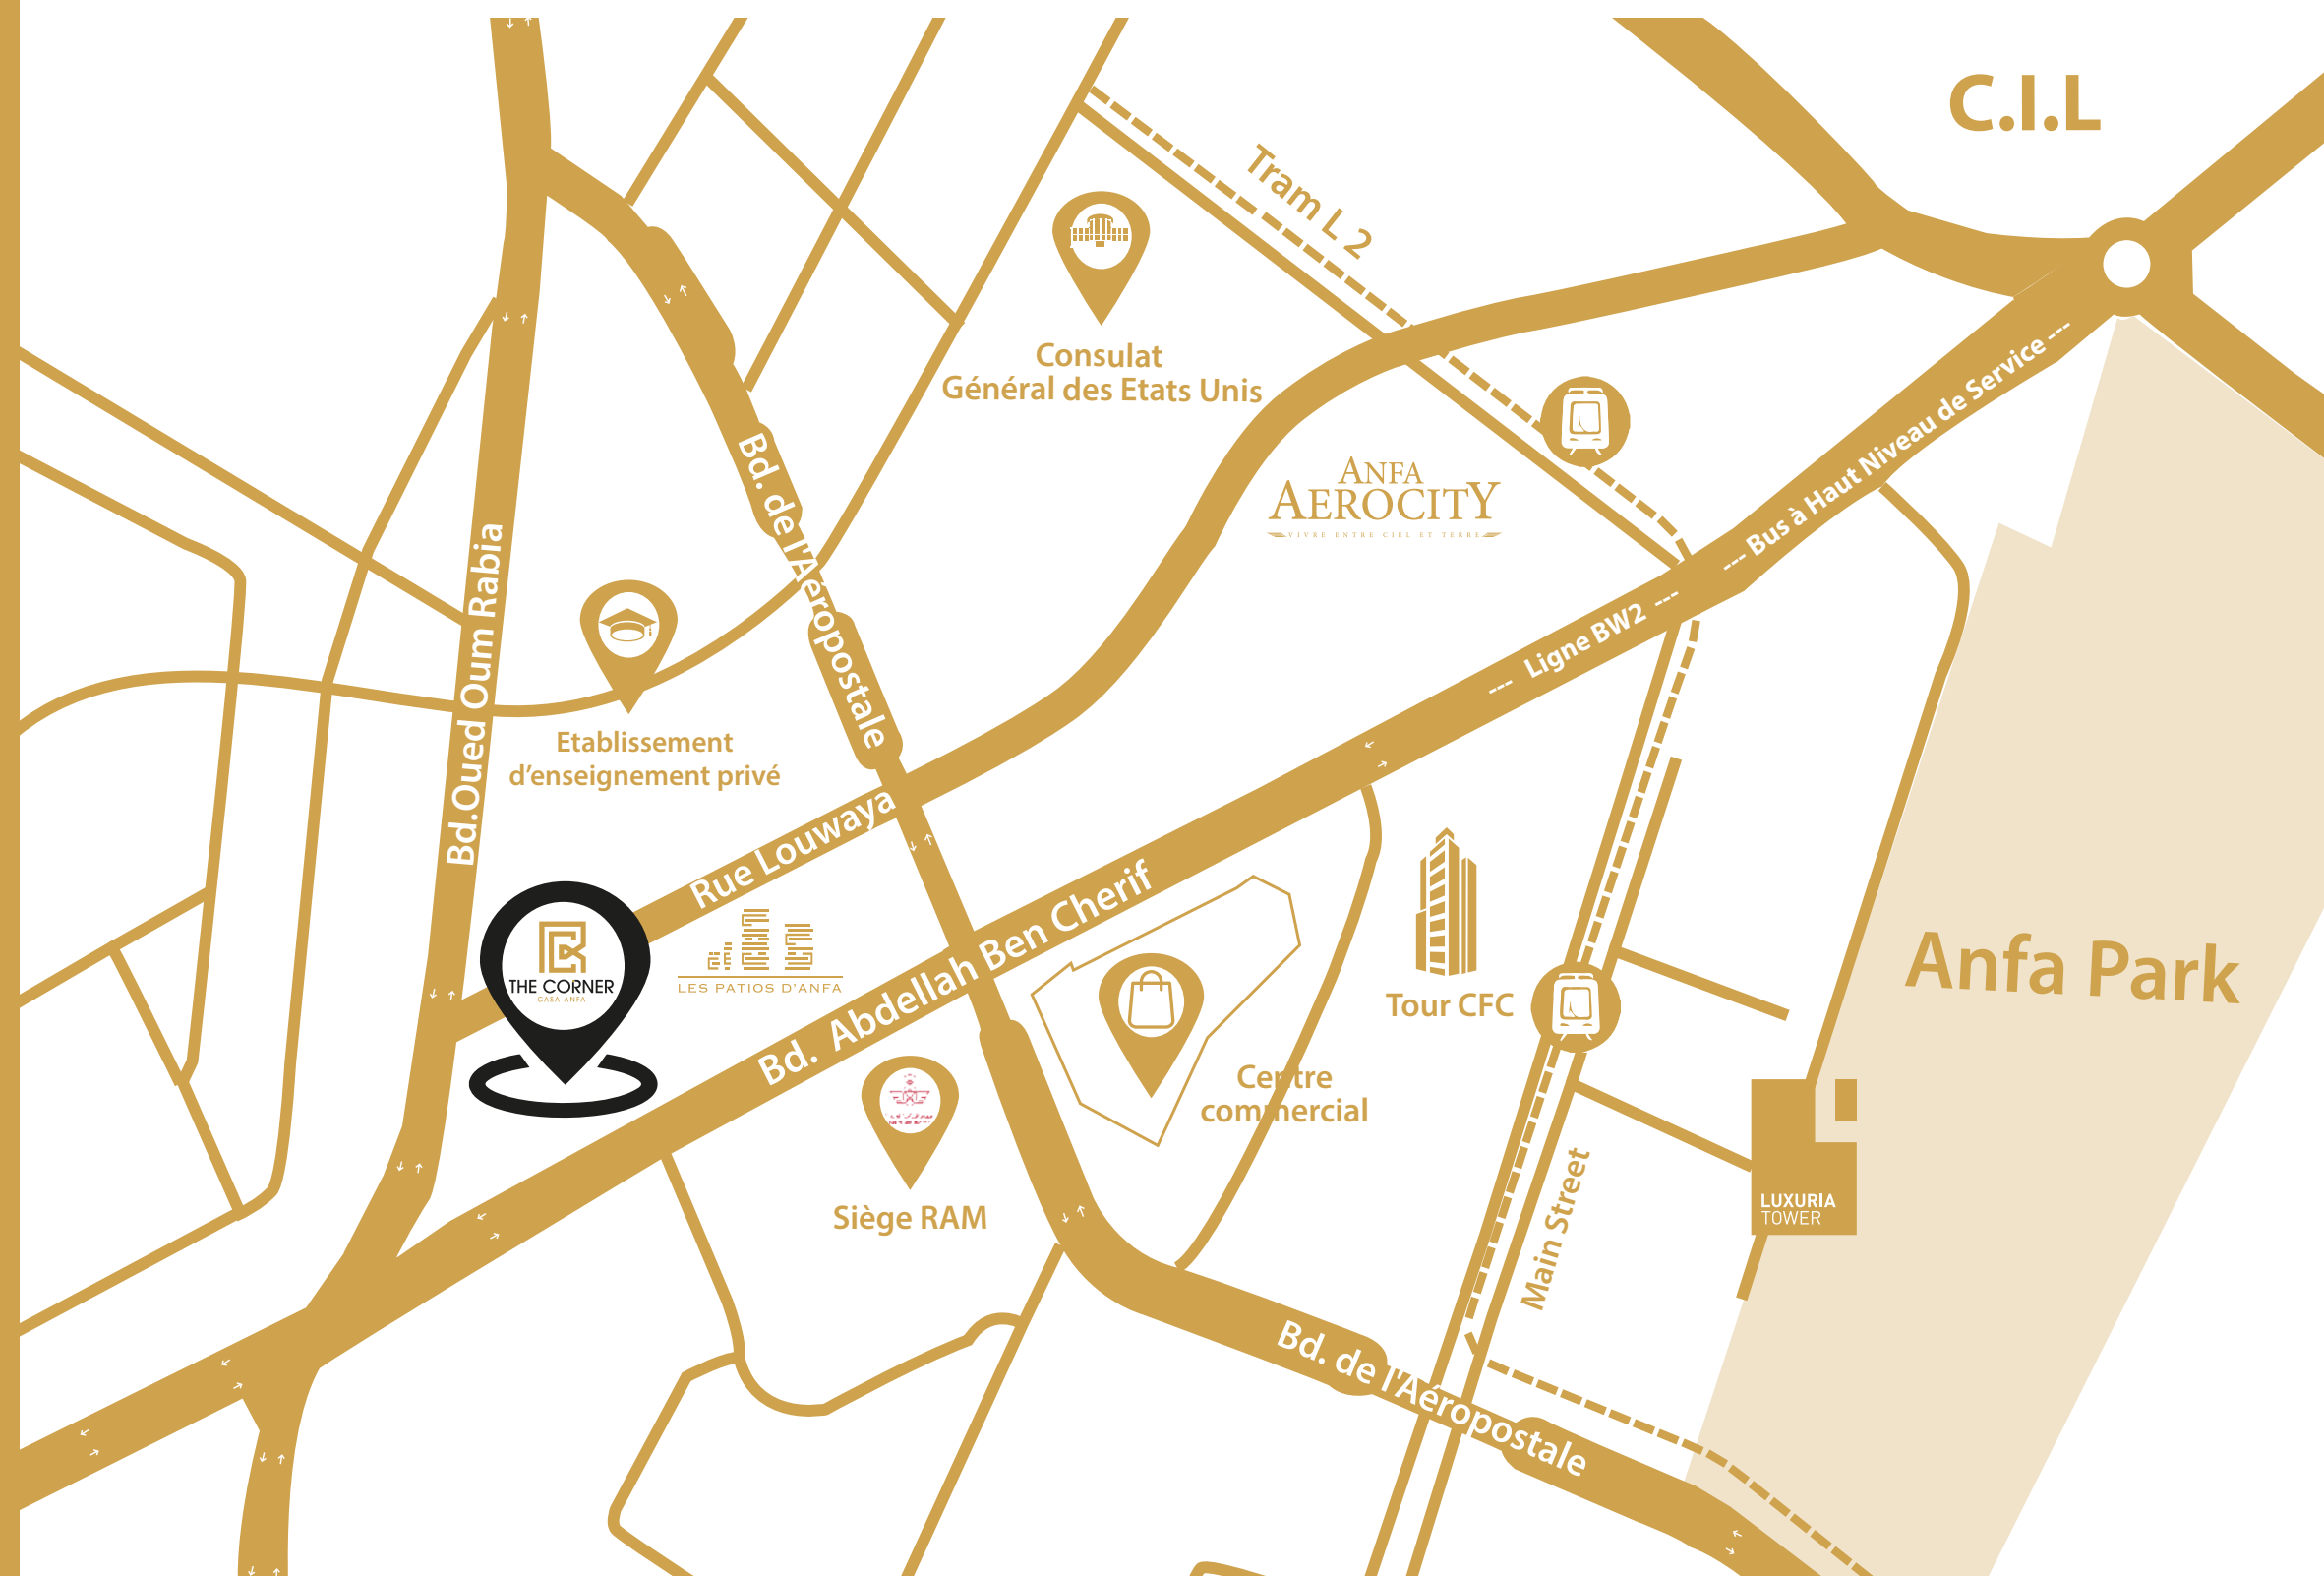 C.I.L
Tram L 2
Consulat
Général des Etats Unis
--- Bus à Haut Niveau de Service ---
ANFA
AEROCITY
VIVRE ENTRE CIEL ET TERRE
Bd. de l'Aéropostale
Bd.Oued Oum Rabia
--- Ligne BW2 ---
Etablissement
d’enseignement privé
Rue Louwaya
Bd. Abdellah Ben Cherif
THE CORNER
CASA ANFA
LES PATIOS D'ANFA
Tour CFC
Anfa Park
Centre
commercial
Siège RAM
Main Street
LUXURIA
TOWER
Bd. de l'Aéropostale